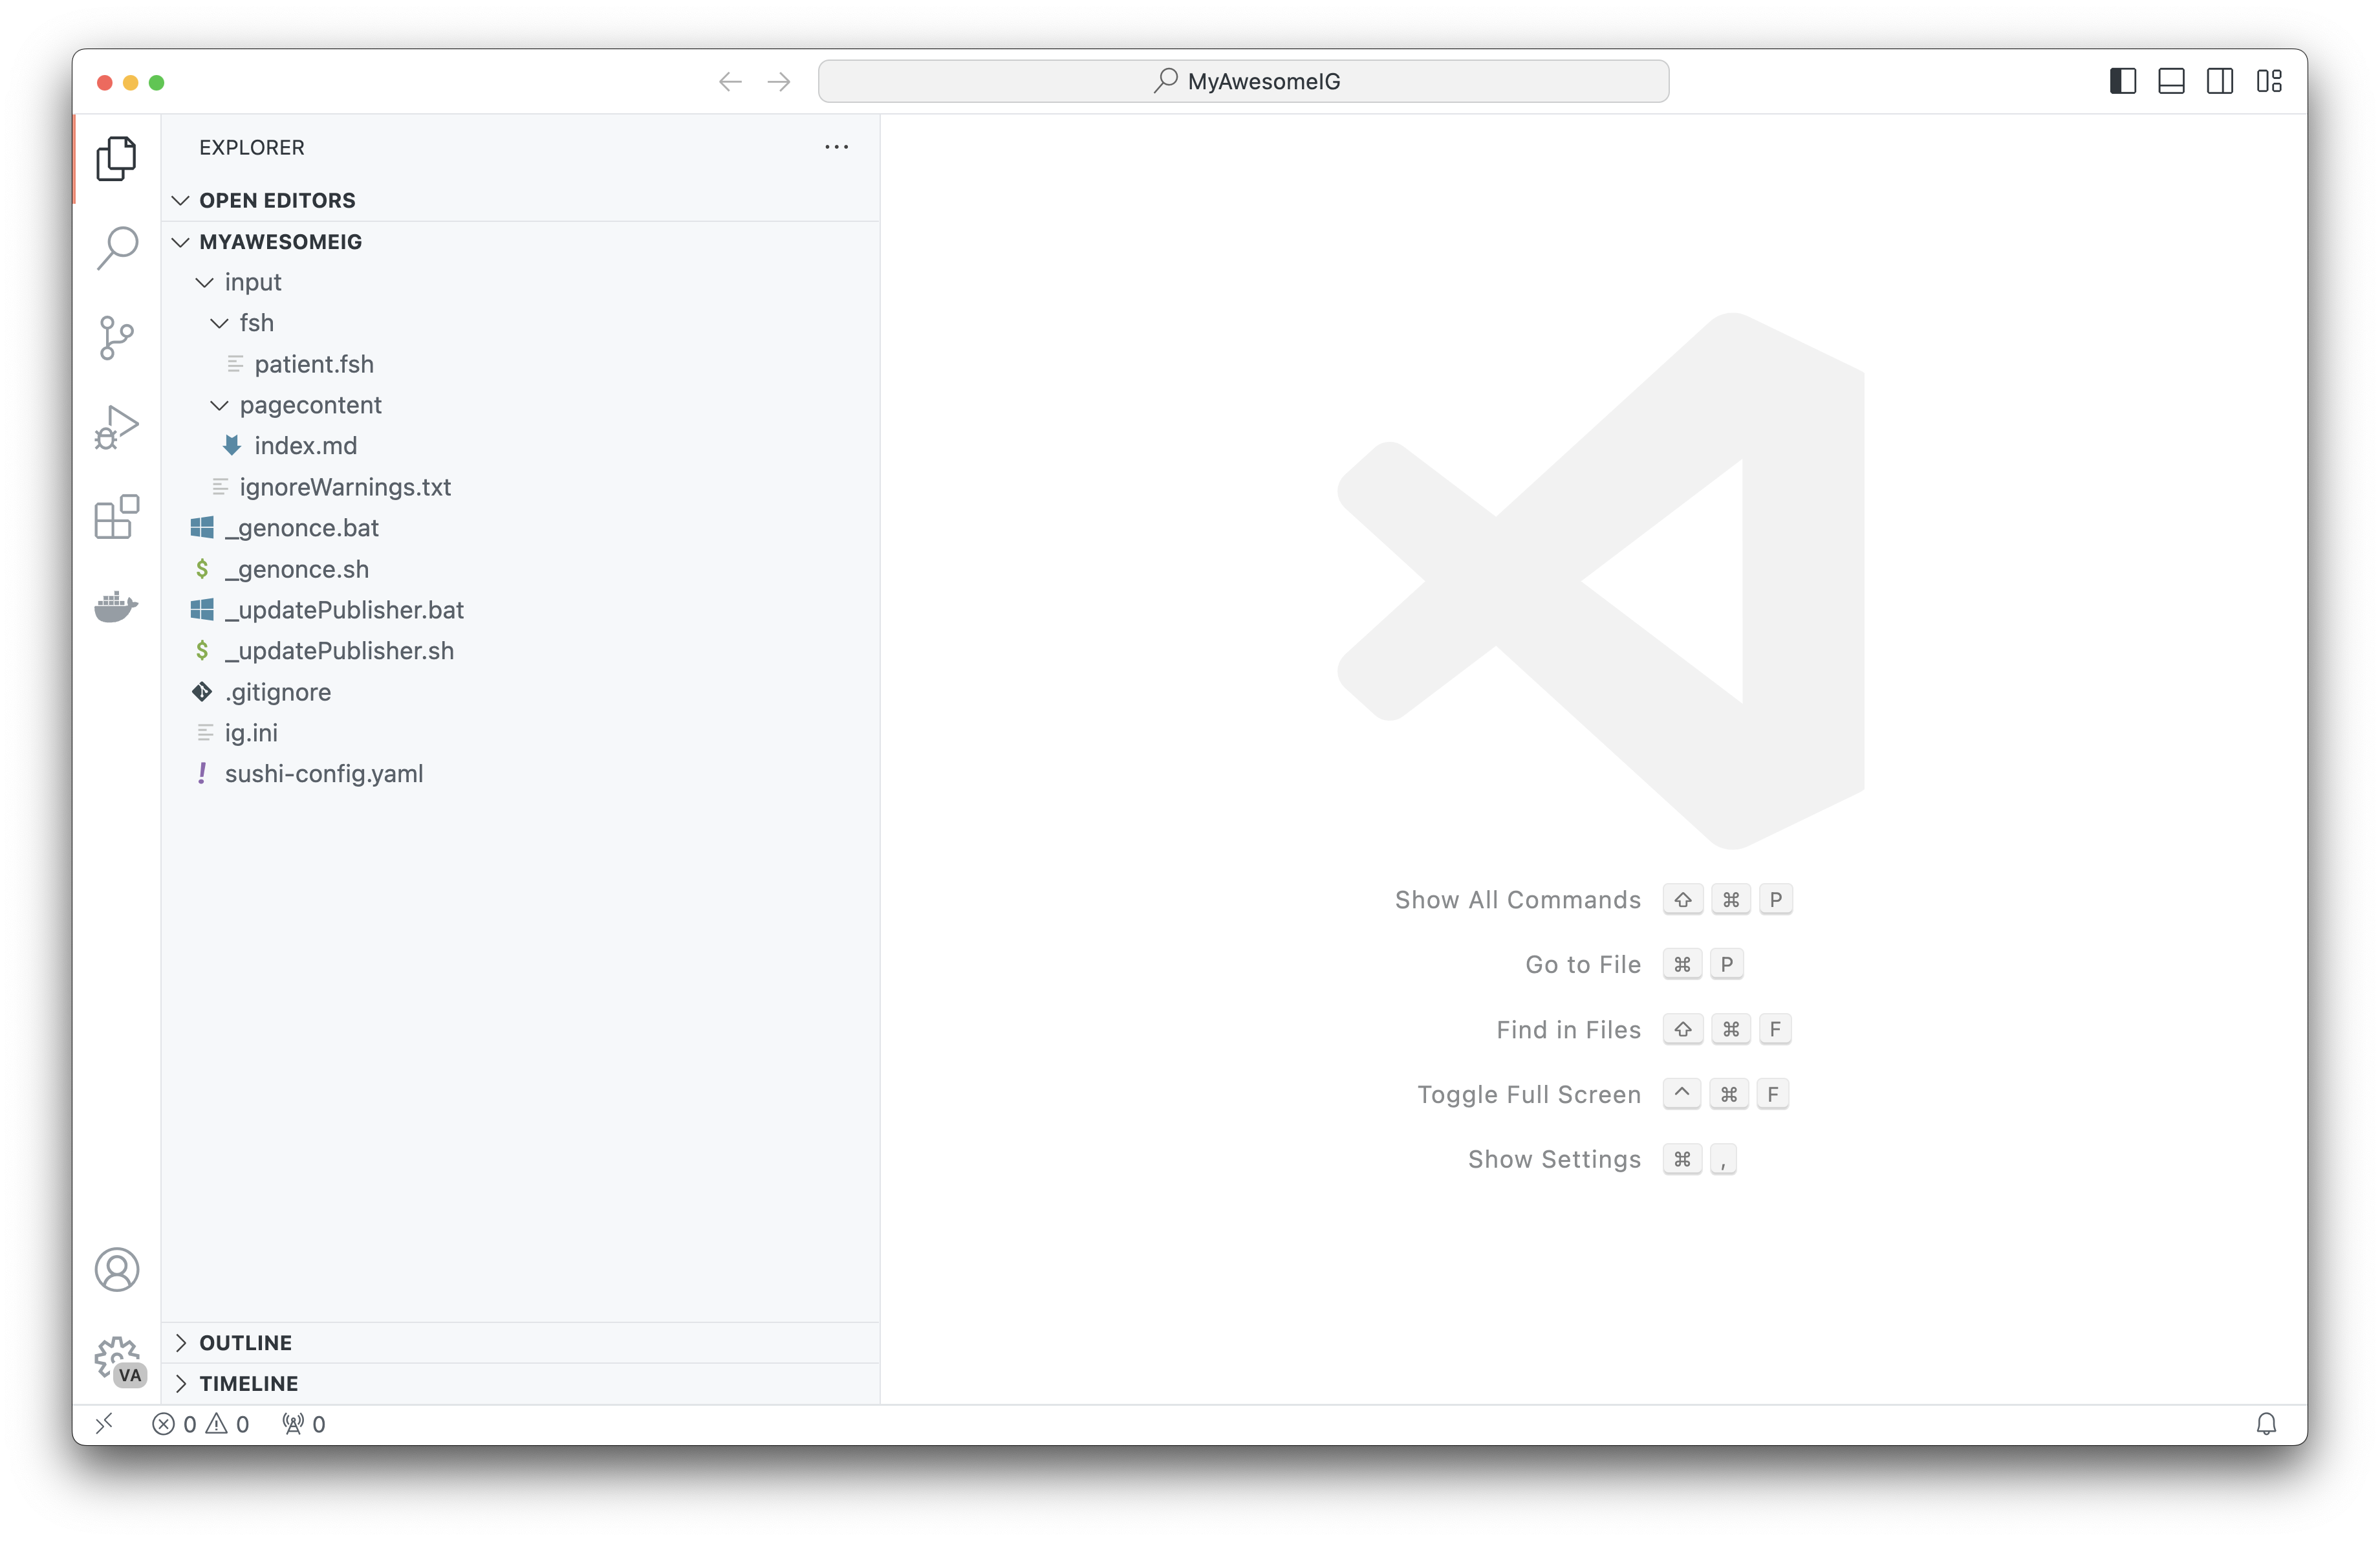 MyAwesomeIG
EXPLORER
OPEN EDITORS
MYAWESOMEIG
input
fsh
patient.fsh
pagecontent
index.md
ignoreWarnings.txt
_genonce.bat
$ _genonce.sh
_updatePublisher.bat
$ _updatePublisher.sh
.gitignore
ig.ini
! sushi-config.yaml
Show All Commands ⇧ ⌘ P
Go to File ⌘ P
Find in Files ⇧ ⌘ F
Toggle Full Screen ^ ⌘ F
Show Settings ⌘ ,
OUTLINE
VA
TIMELINE
0 0 0